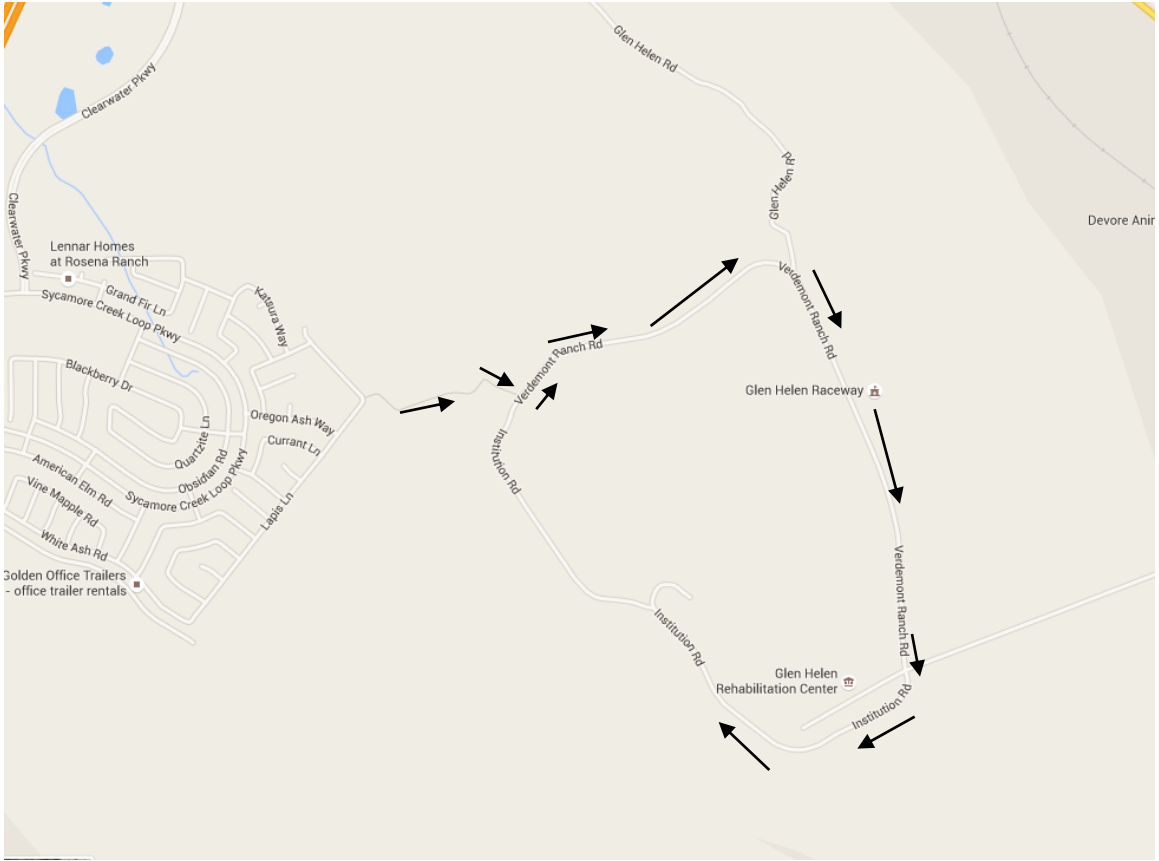 Glen Helen Rd
Clearwater Pkwy
Glen Helen R
Clearwater Pkwy
Devore Anir
Lennar Homes
at Rosena Ranch
Verdemont Ranch Rd
Grand Fir Ln
Katsura Way
Sycamore Creek Loop Pkwy
Verdemont Ranch Rd
Blackberry Dr
Glen Helen Raceway
Oregon Ash Way
Quartzite Ln
Currant Ln
Institution Rd
American Elm Rd
Obsidian Rd
Sycamore Creek Loop Pkwy
Vine Mapple Rd
Lapis Ln
White Ash Rd
Verdemont Ranch Rd
Golden Office Trailers
- office trailer rentals
Institution Rd
Glen Helen
Rehabilitation Center
Institution Rd